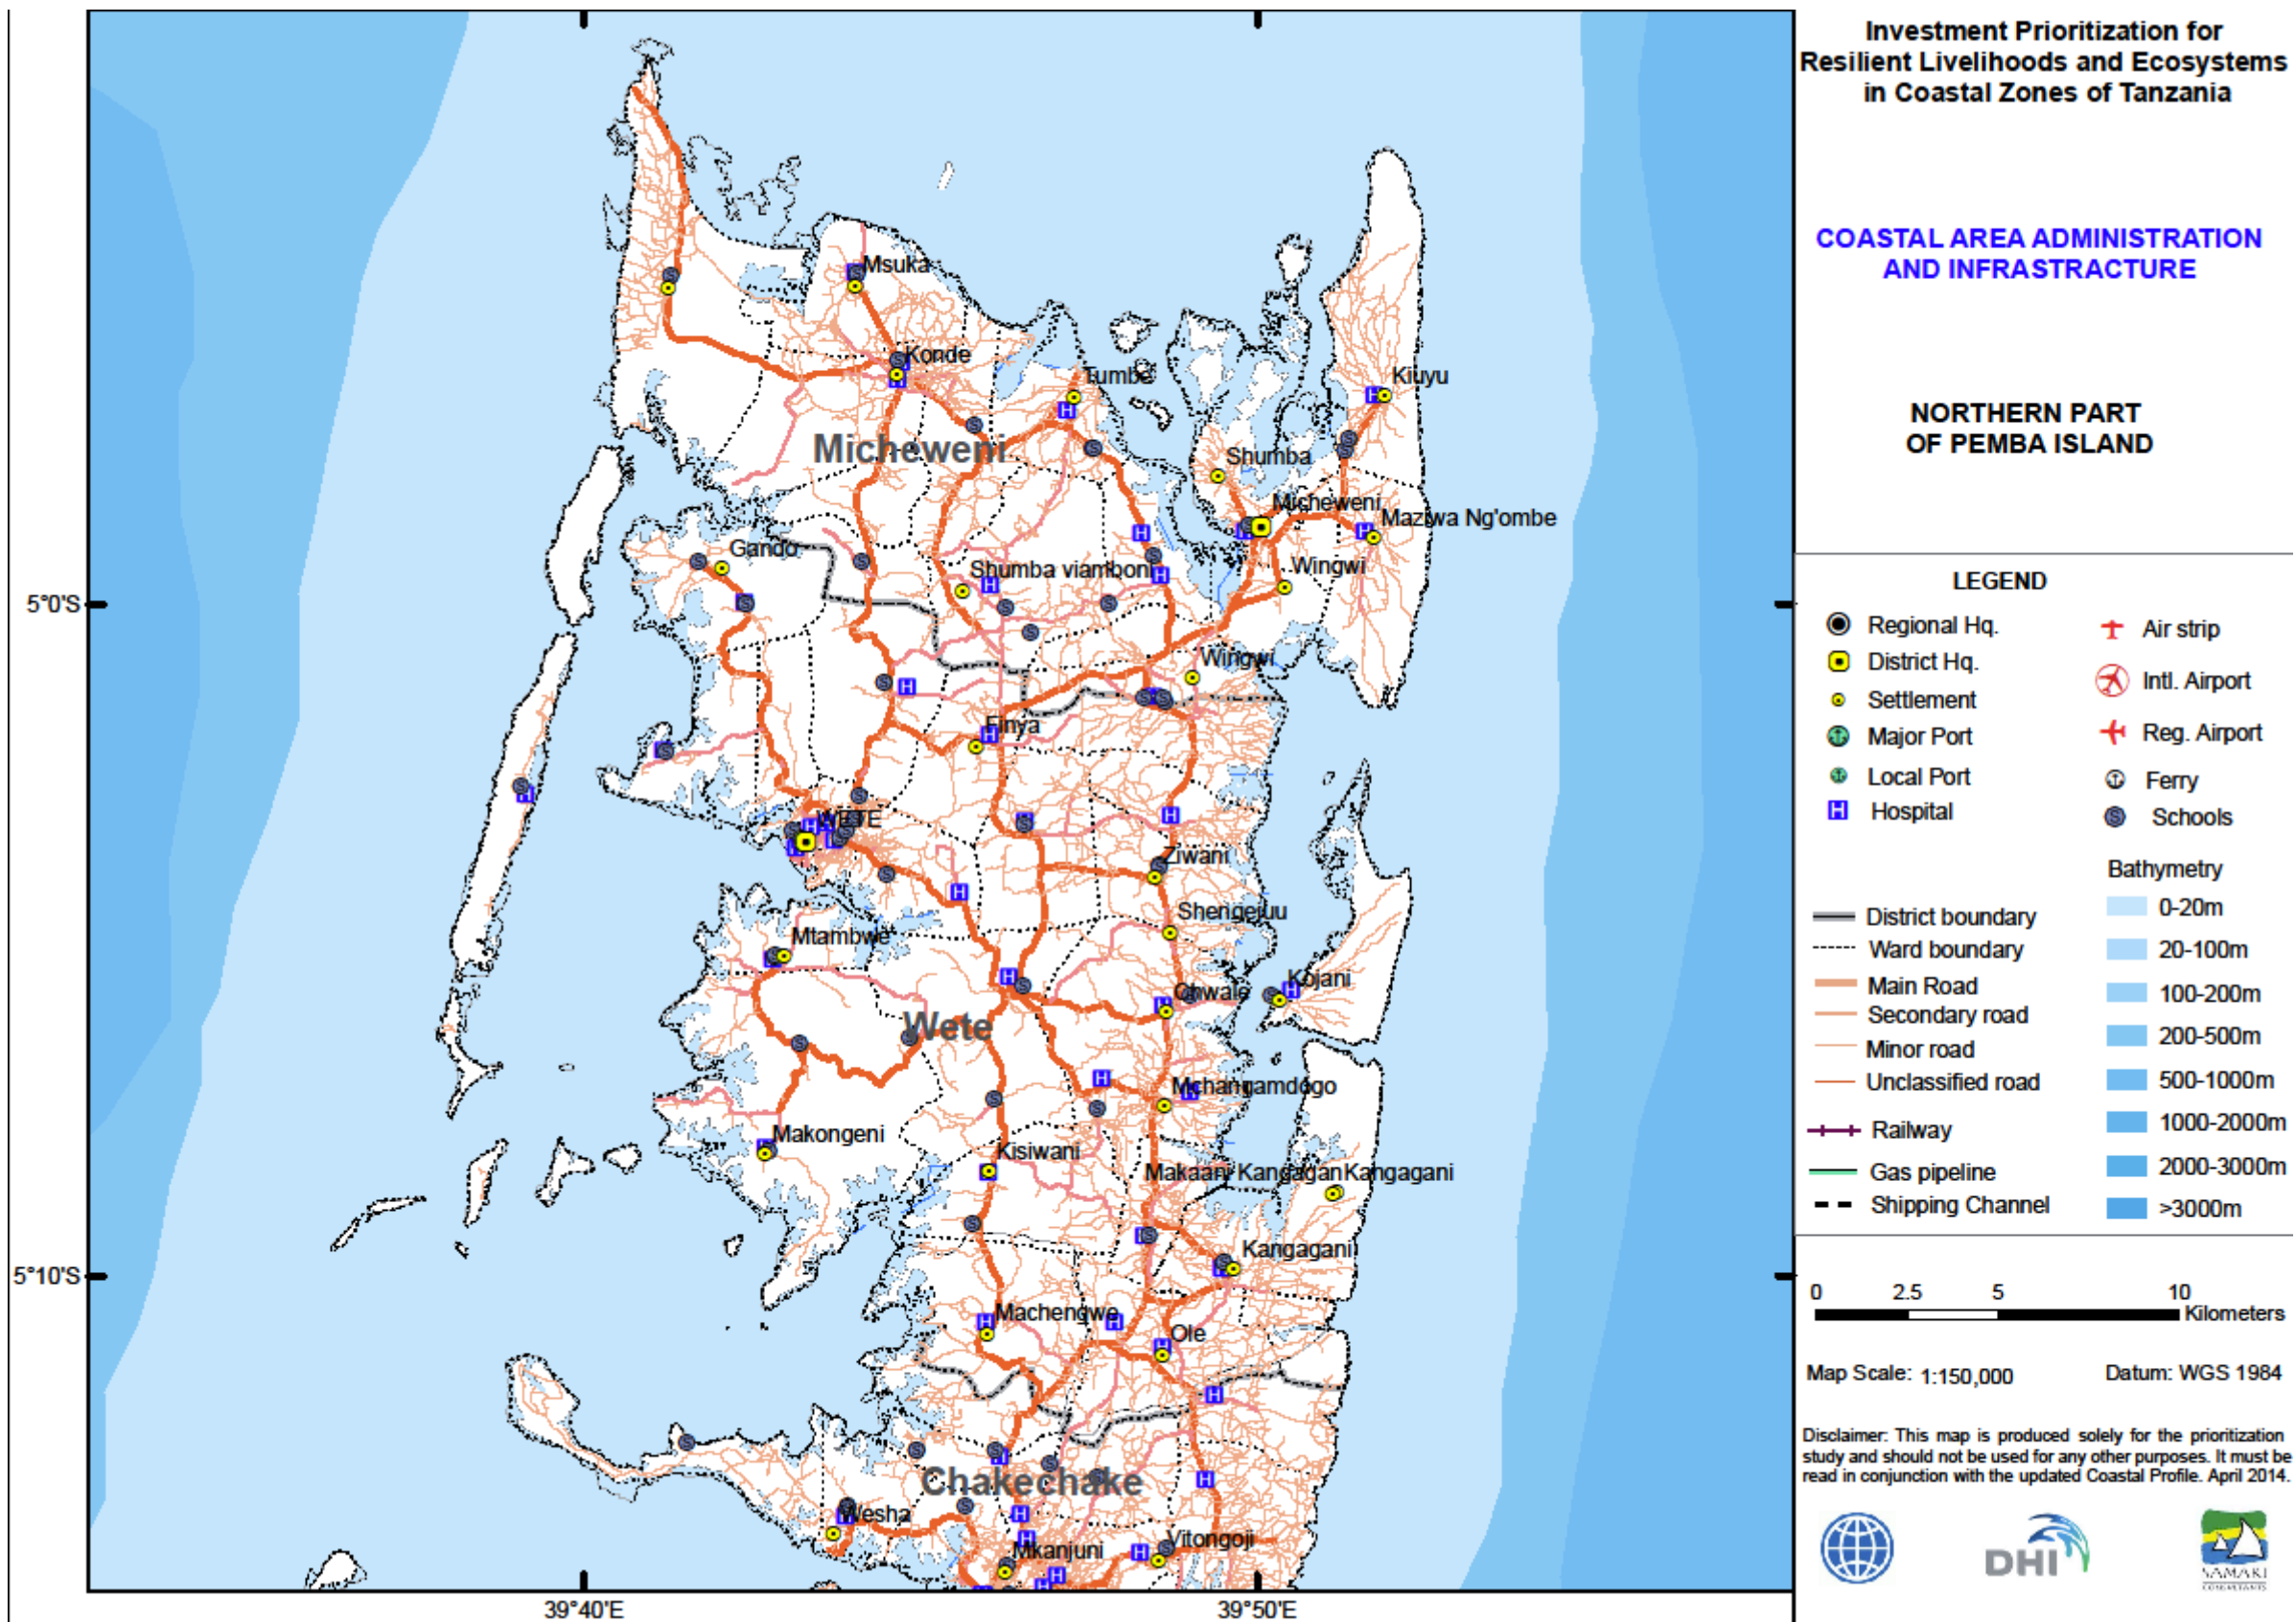 Investment Prioritization for
Resilient Livelihoods and Ecosystems
in Coastal Zones of Tanzania
COASTAL AREA ADMINISTRATION
AND INFRASTRACTURE
NORTHERN PART
OF PEMBA ISLAND
LEGEND
Regional Hq.
District Hq.
Settlement
Major Port
Local Port
Hospital
Air strip
Intl. Airport
Reg. Airport
Ferry
Schools
District boundary
Ward boundary
Main Road
Secondary road
Minor road
Unclassified road
Railway
Gas pipeline
Shipping Channel
Bathymetry
0-20m
20-100m
100-200m
200-500m
500-1000m
1000-2000m
2000-3000m
>3000m
0 2.5 5 10
Kilometers
Map Scale: 1:150,000 Datum: WGS 1984
Disclaimer: This map is produced solely for the prioritization
study and should not be used for any other purposes. It must be
read in conjunction with the updated Coastal Profile. April 2014.
DHI
SAMAKI
CONSULTANTS
Msuka
Konde
Tumbe
Kiuyu
Micheweni
Shumba
Micheweni
Maziwa Ng'ombe
Gando
Shumba viamboni
Wingwi
5°0'S
Wingwi
Finya
WETE
Ziwani
Shengejuu
Mtambwe
Kojani
Chwale
Wete
Mchangamdogo
Makongeni
Kisiwani
Makaani Kangagan
Kangagani
Kangagani
5°10'S
Machengwe
Ole
Chakechake
Wesha
Vitongoji
Mkanjuni
39°40'E
39°50'E